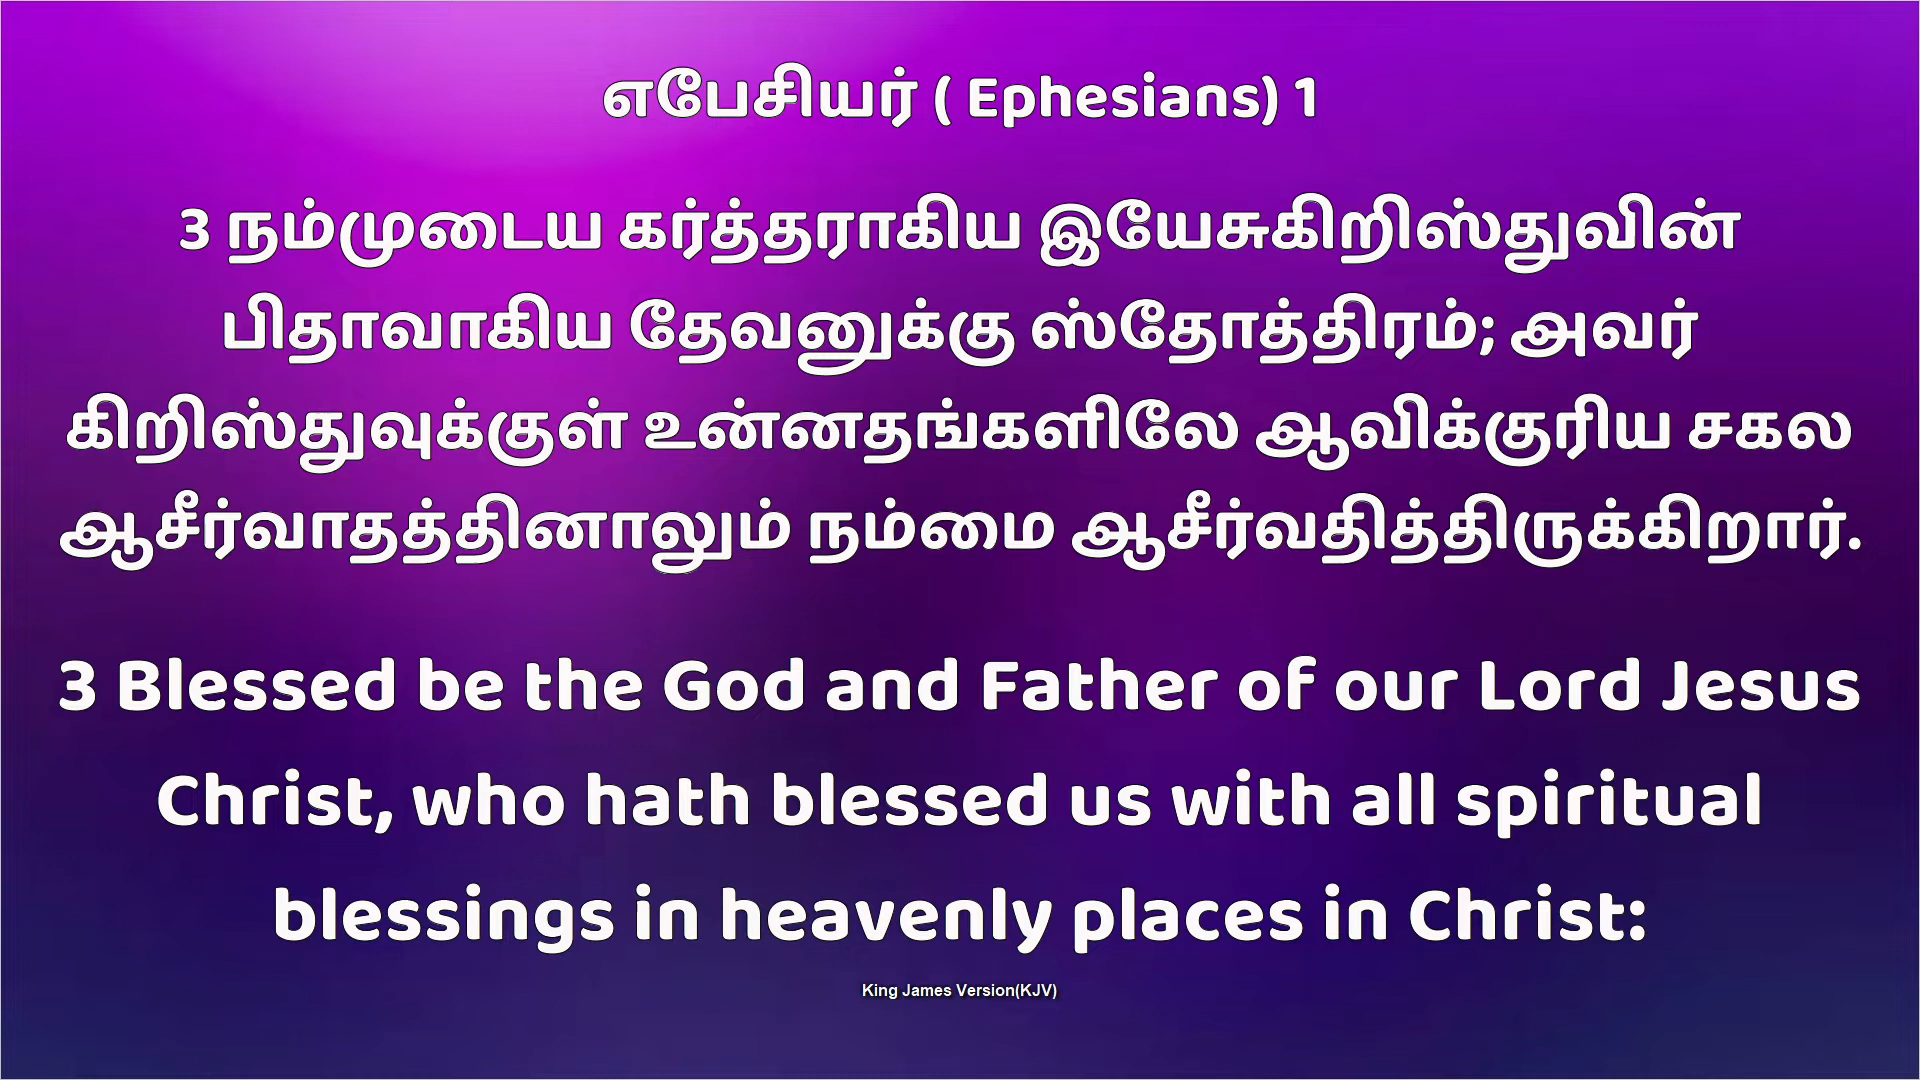 எபேசியர் ( Ephesians) 1
3 நம்முடைய கர்த்தராகிய இயேசுகிறிஸ்துவின்
பிதாவாகிய தேவனுக்கு ஸ்தோத்திரம்; அவர்
கிறிஸ்துவுக்குள் உன்னதங்களிலே ஆவிக்குரிய சகல
ஆசீர்வாதத்தினாலும் நம்மை ஆசீர்வதித்திருக்கிறார்.
3 Blessed be the God and Father of our Lord Jesus
Christ, who hath blessed us with all spiritual
blessings in heavenly places in Christ:
King James Version(KJV)